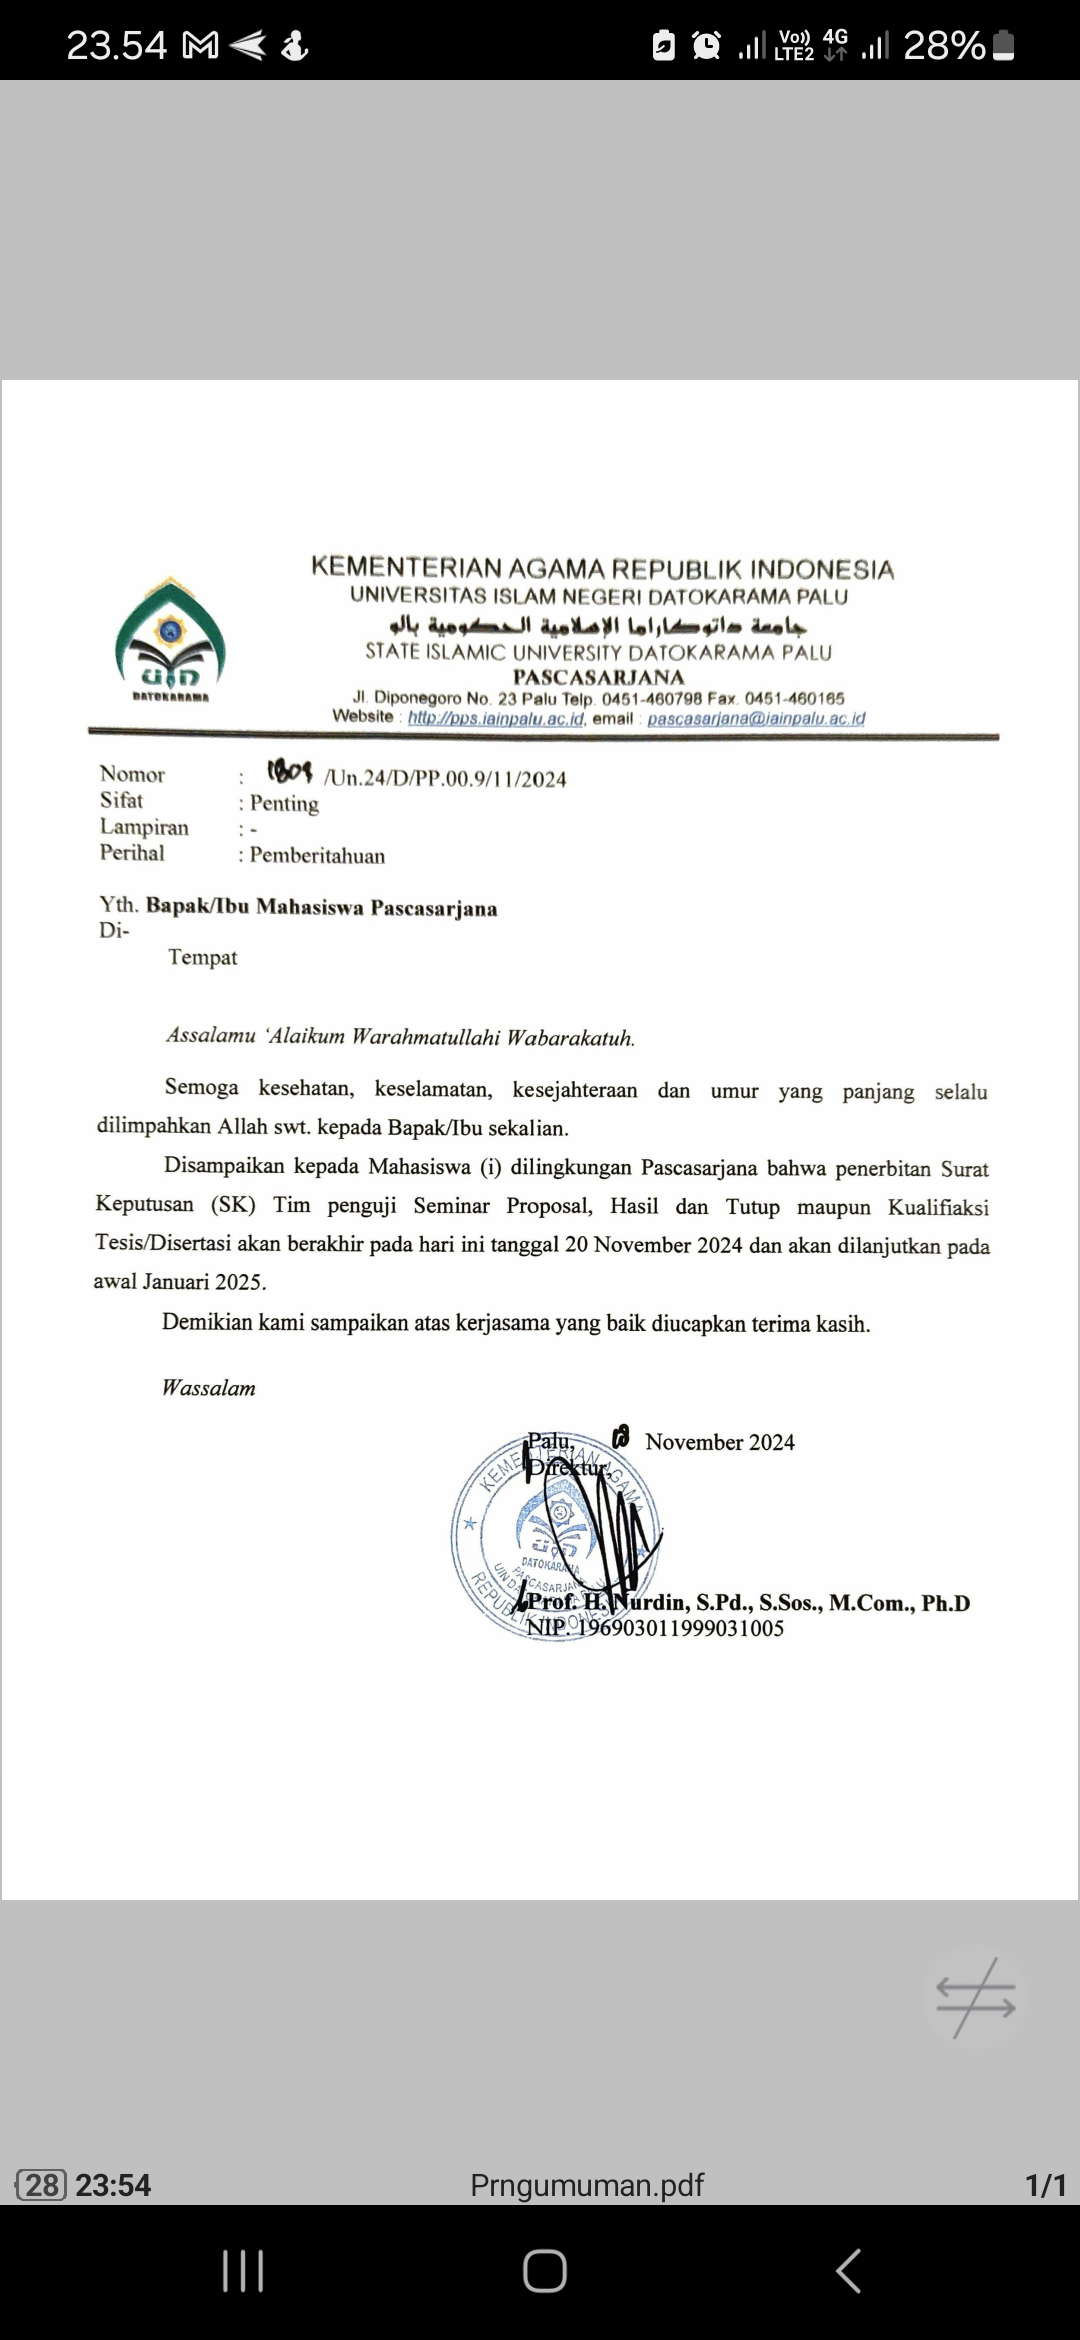 23.54
Vo)) LTE2 4G 28%
KEMENTERIAN AGAMA REPUBLIK INDONESIA
UNIVERSITAS ISLAM NEGERI DATOKARAMA PALU
جامعة داتوكاراما الإسلامية الحكومية بالو
STATE ISLAMIC UNIVERSITY DATOKARAMA PALU
PASCASARJANA
Jl. Diponegoro No. 23 Palu Telp. 0451-460798 Fax. 0451-460165
Website : http://pps.iainpalu.ac.id, email : pascasarjana@iainpalu.ac.id
uin
DATOKARAMA
Nomor : /Un.24/D/PP.00.9/11/2024
Sifat : Penting
Lampiran : -
Perihal : Pemberitahuan
Yth. Bapak/Ibu Mahasiswa Pascasarjana
Di-
Tempat
Assalamu ‘Alaikum Warahmatullahi Wabarakatuh.
Semoga kesehatan, keselamatan, kesejahteraan dan umur yang panjang selalu
dilimpahkan Allah swt. kepada Bapak/Ibu sekalian.
Disampaikan kepada Mahasiswa (i) dilingkungan Pascasarjana bahwa penerbitan Surat
Keputusan (SK) Tim penguji Seminar Proposal, Hasil dan Tutup maupun Kualifiaksi
Tesis/Disertasi akan berakhir pada hari ini tanggal 20 November 2024 dan akan dilanjutkan pada
awal Januari 2025.
Demikian kami sampaikan atas kerjasama yang baik diucapkan terima kasih.
Wassalam
Palu, November 2024
Direktur,
KEMENTERIAN AGAMA
uin
DATOKARAMA
PASCASARJANA
REPUBLIK INDONESIA
Prof. H. Nurdin, S.Pd., S.Sos., M.Com., Ph.D
NIP. 196903011999031005
28 23:54 Prngumuman.pdf 1/1